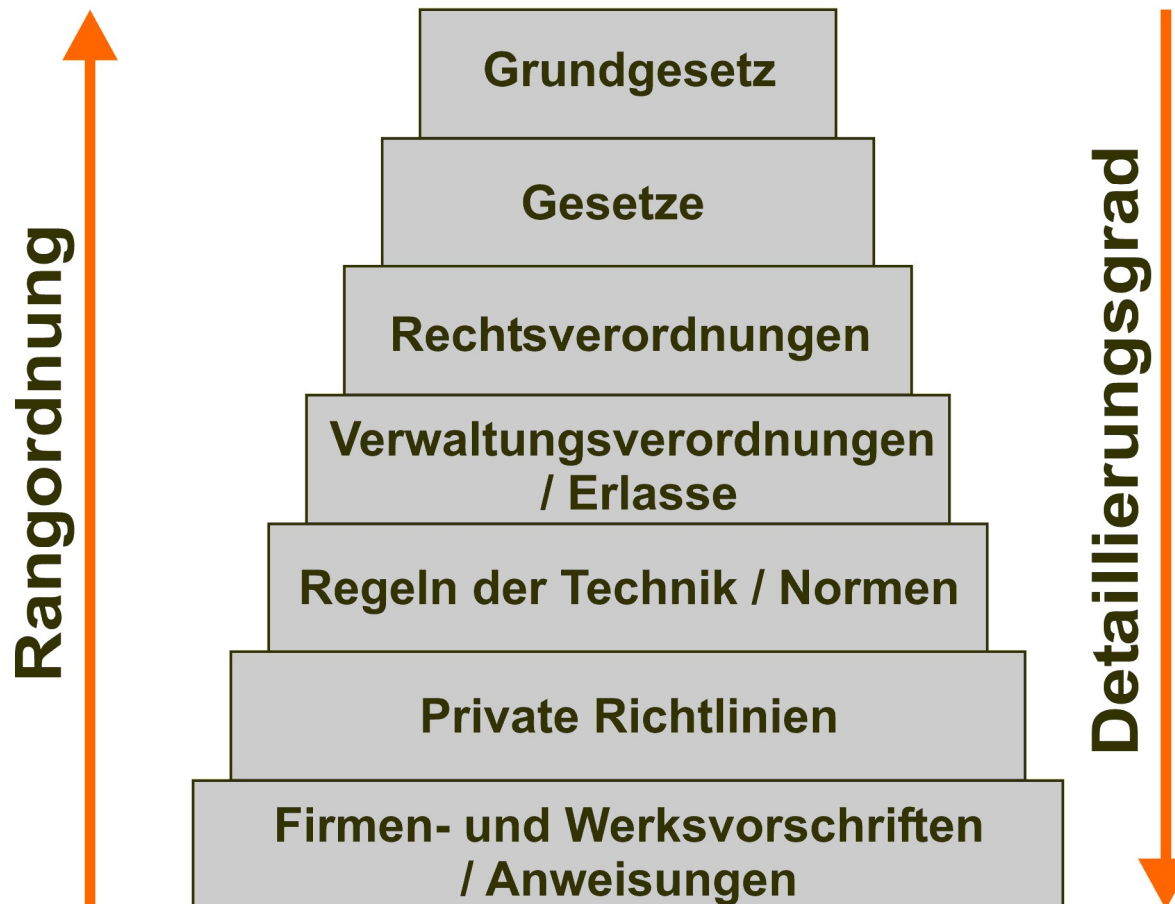 Grundgesetz
Gesetze
Rechtsverordnungen
Verwaltungsverordnungen
/ Erlasse
Regeln der Technik / Normen
Private Richtlinien
Firmen- und Werksvorschriften
/ Anweisungen
Rangordnung
Detaillierungsgrad